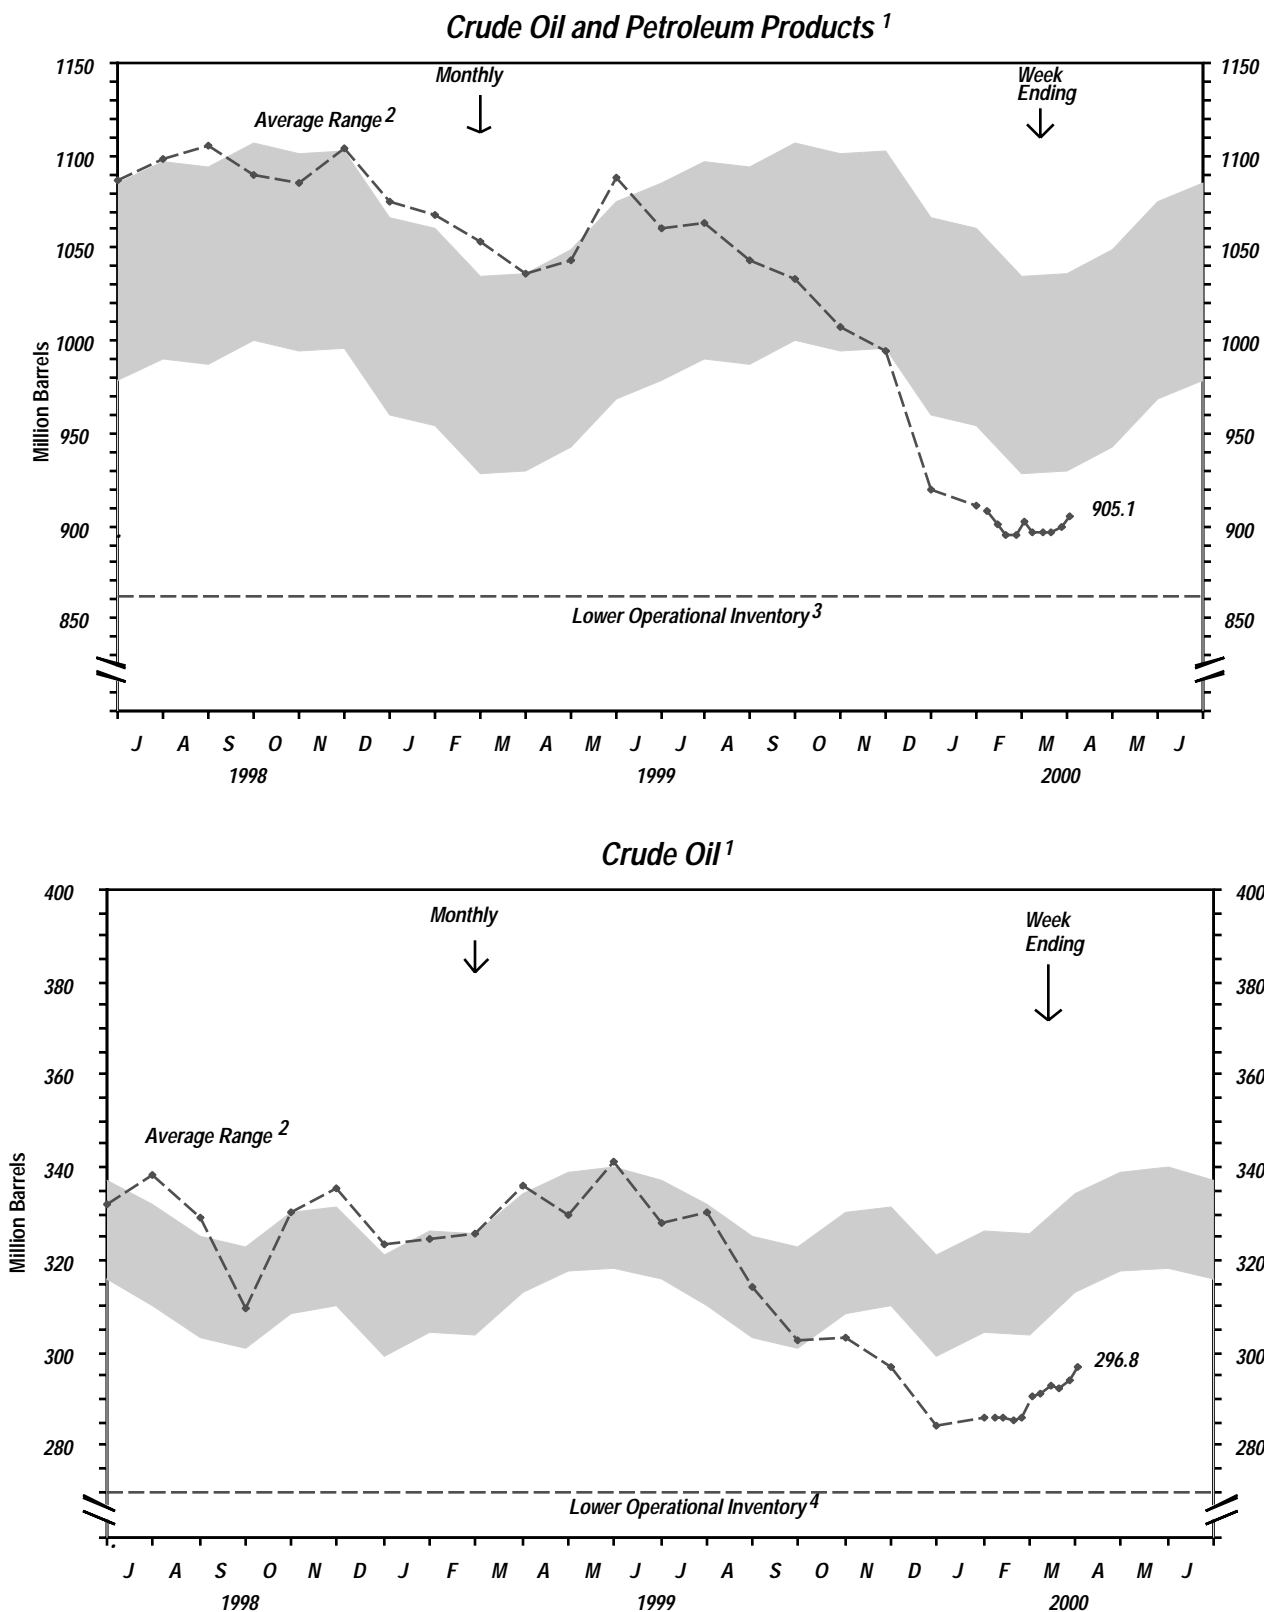 Crude Oil and Petroleum Products 1
1150 1150
Monthly
Week
Ending
Average Range 2
1100 1100
1050 1050
1000 1000
Million Barrels
950 950
905.1
900 900
Lower Operational Inventory 3
850 850
J A S O N D J F M A M J J A S O N D J F M A M J
1998 1999 2000
Crude Oil 1
400 400
Monthly
Week
Ending
380 380
360 360
Average Range 2
340 340
Million Barrels
320 320
300 300
296.8
280 280
Lower Operational Inventory 4
J A S O N D J F M A M J J A S O N D J F M A M J
1998 1999 2000